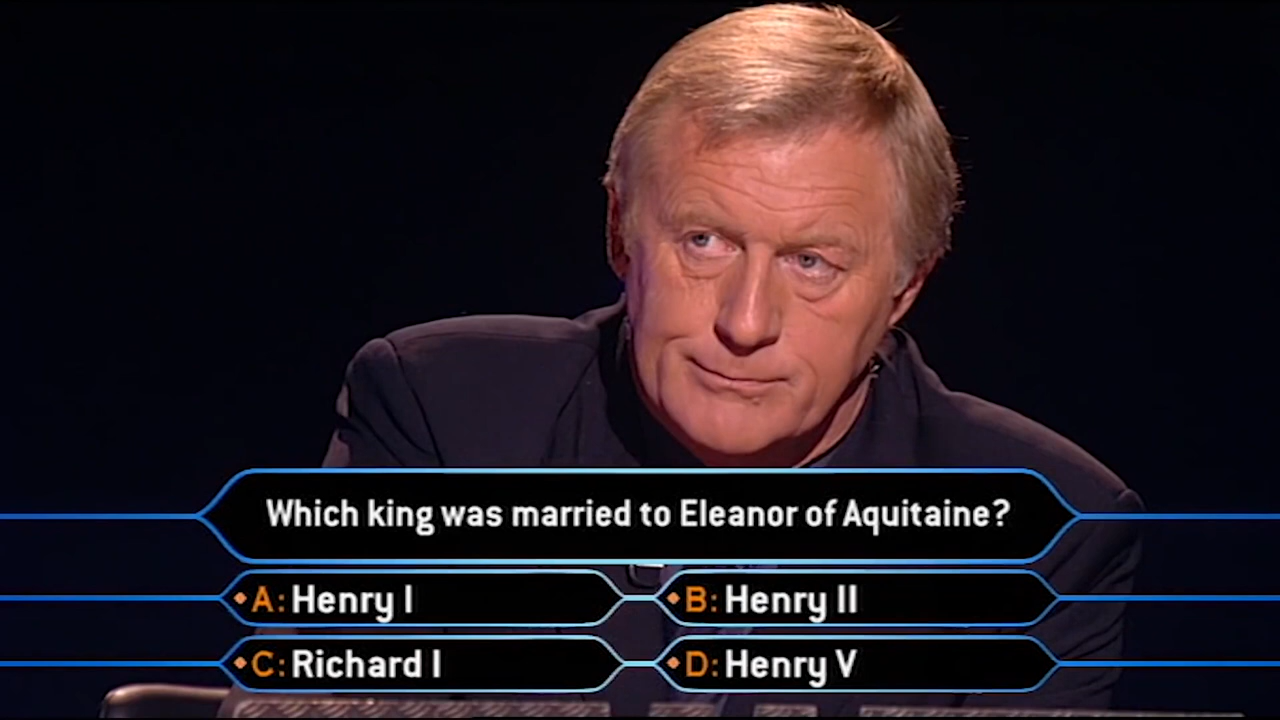 Which king was married to Eleanor of Aquitaine?
A: Henry I
B: Henry II
C: Richard I
D: Henry V